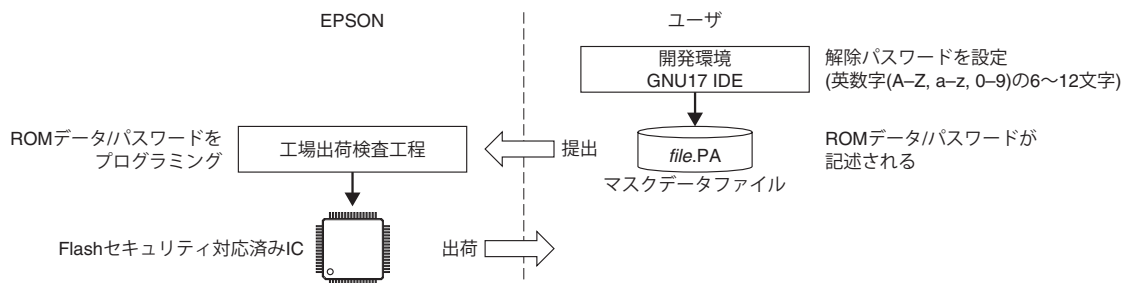 EPSON
ユーザ
開発環境
GNU17 IDE
解除パスワードを設定
(英数字(A–Z, a–z, 0–9)の6～12文字)
ROMデータ/パスワードを
プログラミング
工場出荷検査工程
提出
file.PA
マスクデータファイル
ROMデータ/パスワードが
記述される
Flashセキュリティ対応済みIC
出荷